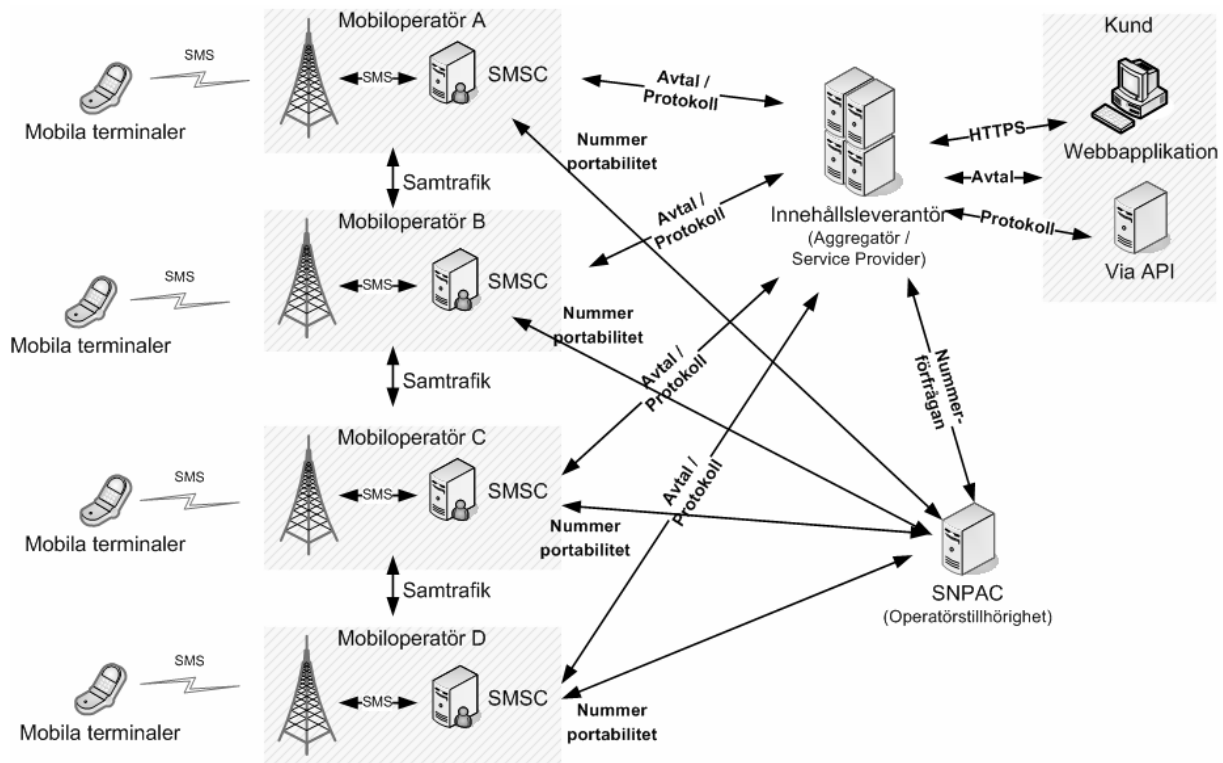 Mobiloperatör A
SMS
SMS
SMSC
Mobila terminaler
Avtal /
Protokoll
Nummer
portabilitet
Samtrafik
Kund
HTTPS
Webbapplikation
Avtal
Protokoll
Via API
Innehållsleverantör
(Aggregatör /
Service Provider)
Mobiloperatör B
SMS
SMS
SMSC
Mobila terminaler
Avtal /
Protokoll
Nummer
portabilitet
Samtrafik
Avtal /
Protokoll
Nummer-
förfrågan
Mobiloperatör C
SMS
SMS
SMSC
Mobila terminaler
Nummer
portabilitet
Avtal /
Protokoll
Samtrafik
SNPAC
(Operatörstillhörighet)
Mobiloperatör D
SMS
SMS
SMSC
Mobila terminaler
Nummer
portabilitet